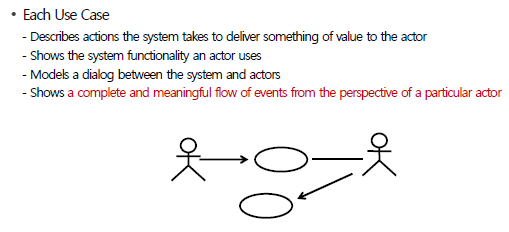 • Each Use Case
- Describes actions the system takes to deliver something of value to the actor
- Shows the system functionality an actor uses
- Models a dialog between the system and actors
- Shows a complete and meaningful flow of events from the perspective of a particular actor